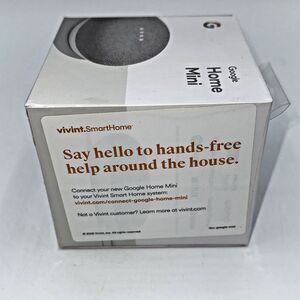 Google
Home
Mini
vivint.SmartHome
Say hello to hands-free
help around the house.
Connect your new Google Home Mini
to your Vivint Smart Home system:
vivint.com/connect-google-home-mini
Not a Vivint customer? Learn more at vivint.com